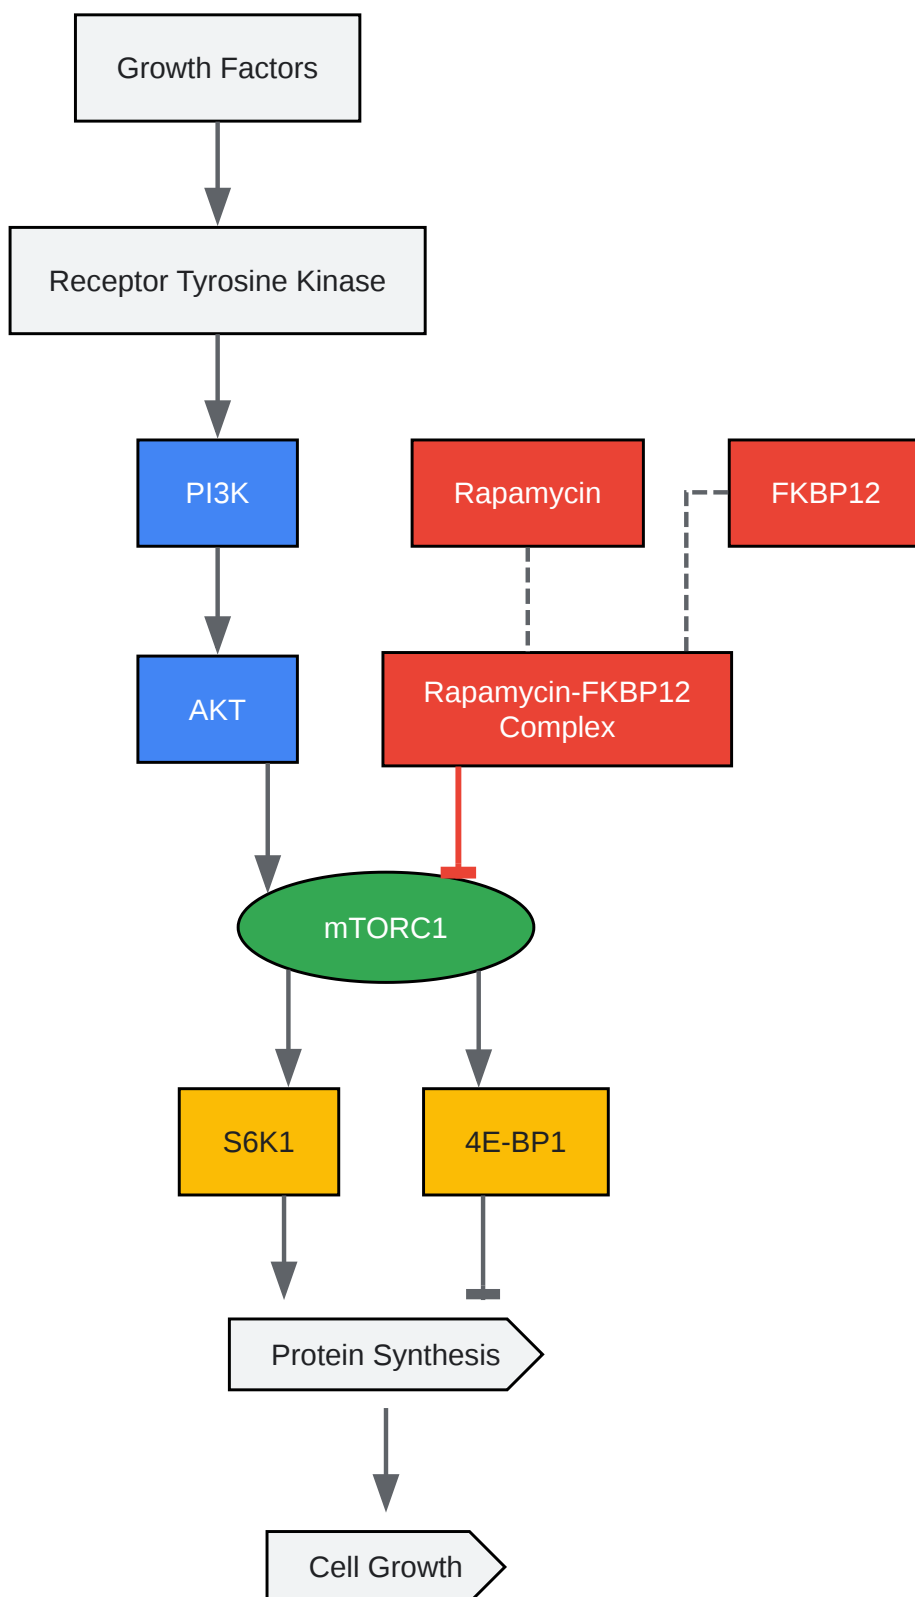 Growth Factors
Receptor Tyrosine Kinase
PI3K
Rapamycin
FKBP12
AKT
Rapamycin-FKBP12
Complex
mTORC1
S6K1
4E-BP1
Protein Synthesis
Cell Growth